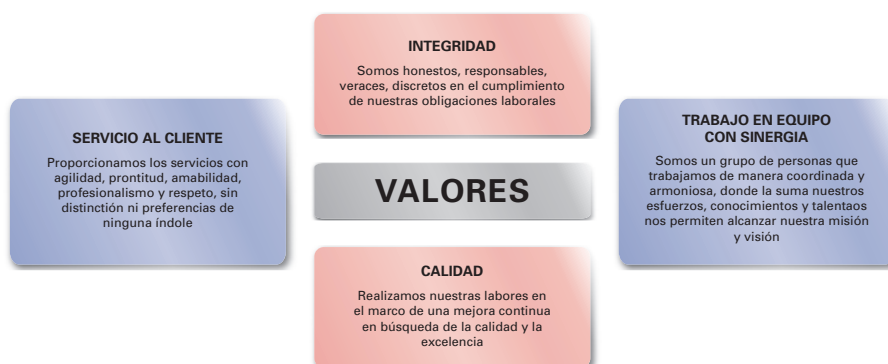 INTEGRIDAD
Somos honestos, responsables,
veraces, discretos en el cumplimiento
de nuestras obligaciones laborales
SERVICIO AL CLIENTE
Proporcionamos los servicios con
agilidad, prontitud, amabilidad,
profesionalismo y respeto, sin
distinción ni preferencias de
ninguna índole
VALORES
TRABAJO EN EQUIPO
CON SINERGIA
Somos un grupo de personas que
trabajamos de manera coordinada y
armoniosa, donde la suma nuestros
esfuerzos, conocimientos y talentaos
nos permiten alcanzar nuestra misión
y visión
CALIDAD
Realizamos nuestras labores en
el marco de una mejora continua
en búsqueda de la calidad y la
excelencia